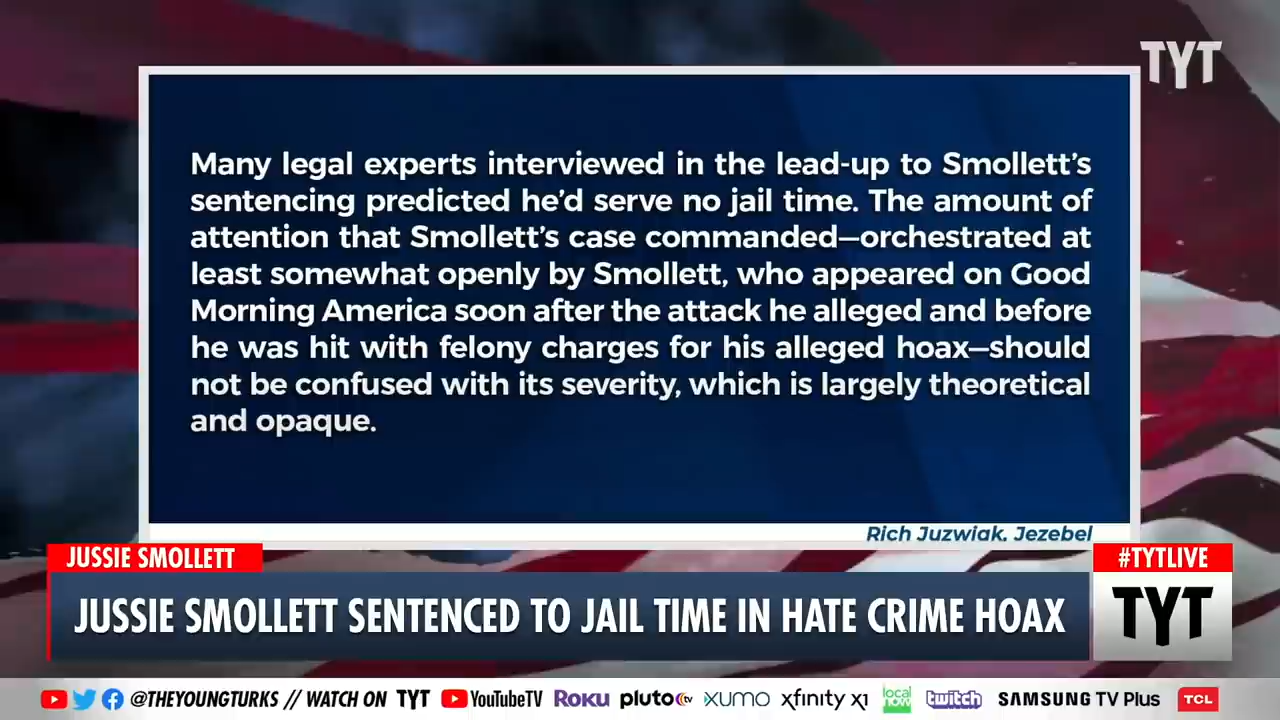 TYT
Many legal experts interviewed in the lead-up to Smollett's
sentencing predicted he'd serve no jail time. The amount of
attention that Smollett's case commanded—orchestrated at
least somewhat openly by Smollett, who appeared on Good
Morning America soon after the attack he alleged and before
he was hit with felony charges for his alleged hoax—should
not be confused with its severity, which is largely theoretical
and opaque.
Rich Juzwiak, Jezebel
JUSSIE SMOLLETT
#TYTLIVE
JUSSIE SMOLLETT SENTENCED TO JAIL TIME IN HATE CRIME HOAX
TYT
@THEYOUNGTURKS // WATCH ON TYT YouTubeTV ROKU pluto tv XUMO xfinity x1 local now twitch SAMSUNG TV Plus TCL